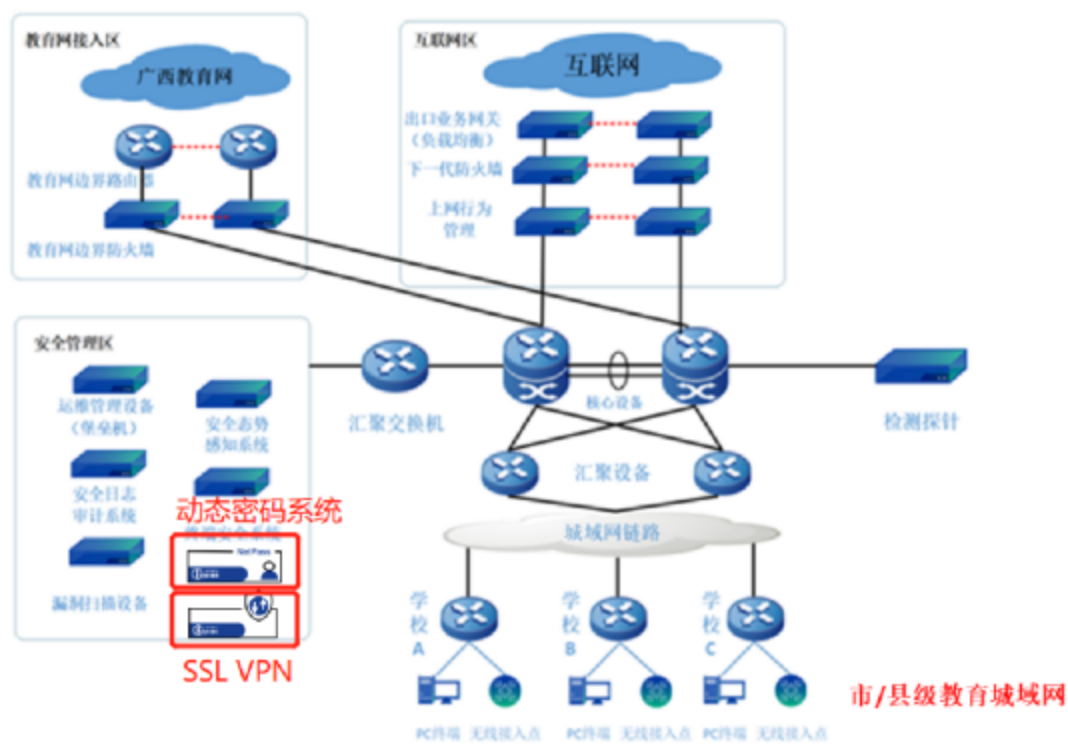 教育网接入区
广西教育网
教育网边界路由器
教育网边界防火墙
互联网区
互联网
出口业务网关
（负载均衡）
下一代防火墙
上网行为
管理
安全管理区
运维管理设备
（堡垒机）
安全态势
感知系统
安全日志
审计系统
动态密码系统
终端安全系统
NetPass
漏洞扫描设备
SSL VPN
汇聚交换机
核心设备
检测探针
汇聚设备
城域网链路
学
校
A
学
校
B
学
校
C
PC终端 无线接入点
PC终端 无线接入点
PC终端 无线接入点
市/县级教育城域网